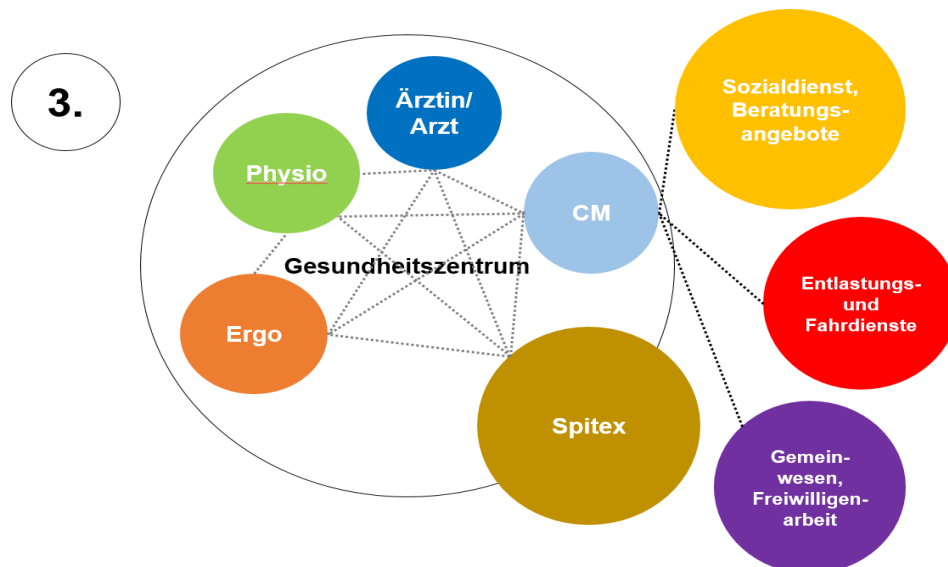 3.
Ärztin/
Arzt
Physio
CM
Gesundheitszentrum
Ergo
Spitex
Sozialdienst,
Beratungs-
angebote
Entlastungs-
und
Fahrdienste
Gemein-
wesen,
Freiwilligen-
arbeit